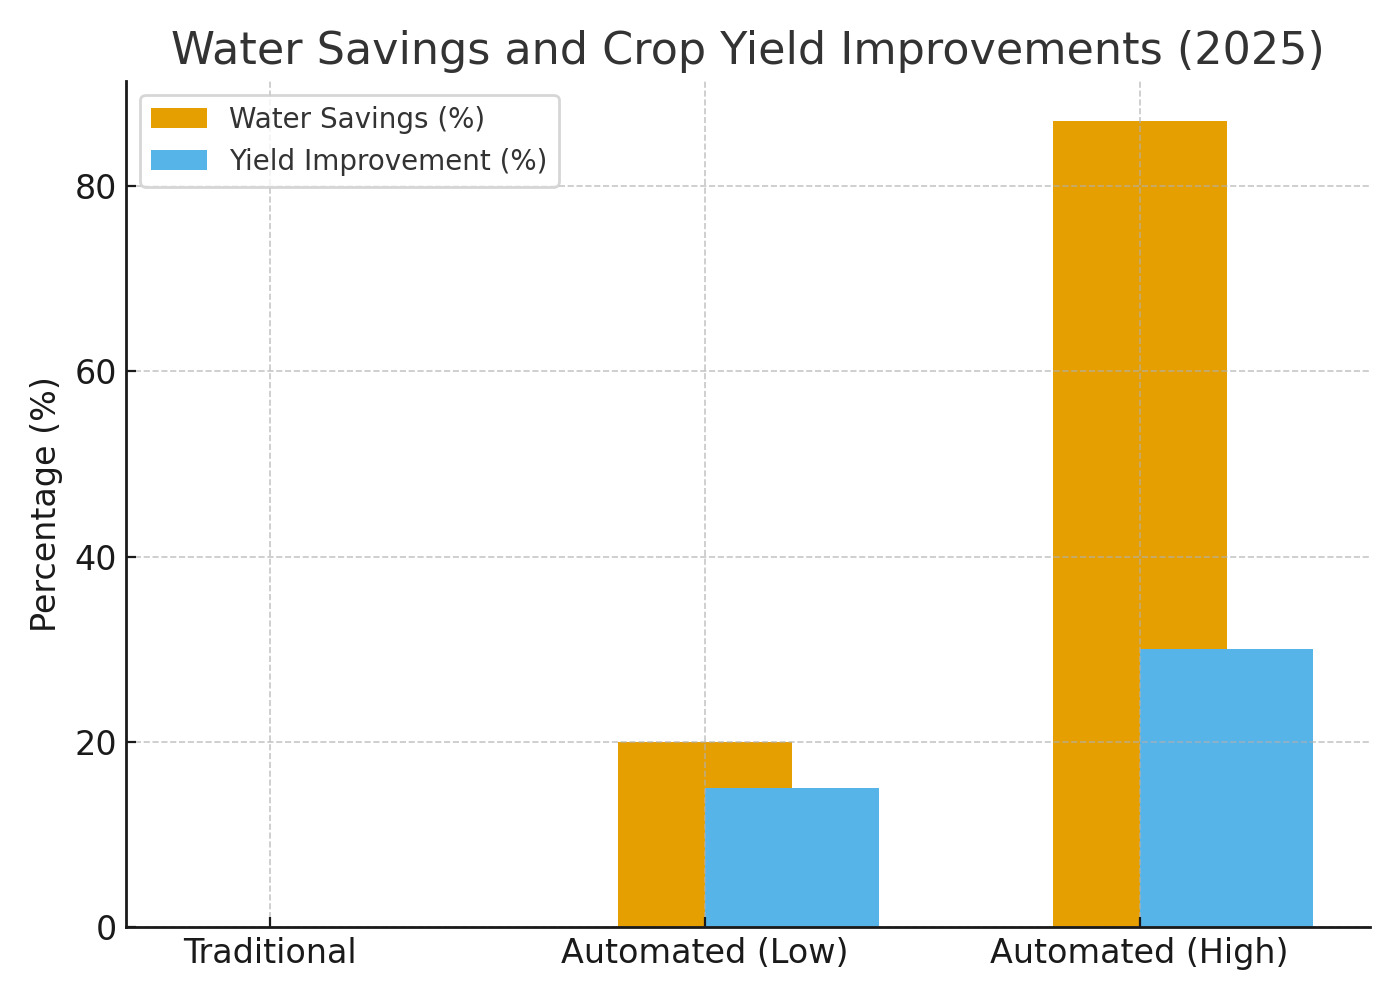 Water Savings and Crop Yield Improvements (2025)
Water Savings (%)
Yield Improvement (%)
Percentage (%)
80
60
40
20
0
Traditional
Automated (Low)
Automated (High)